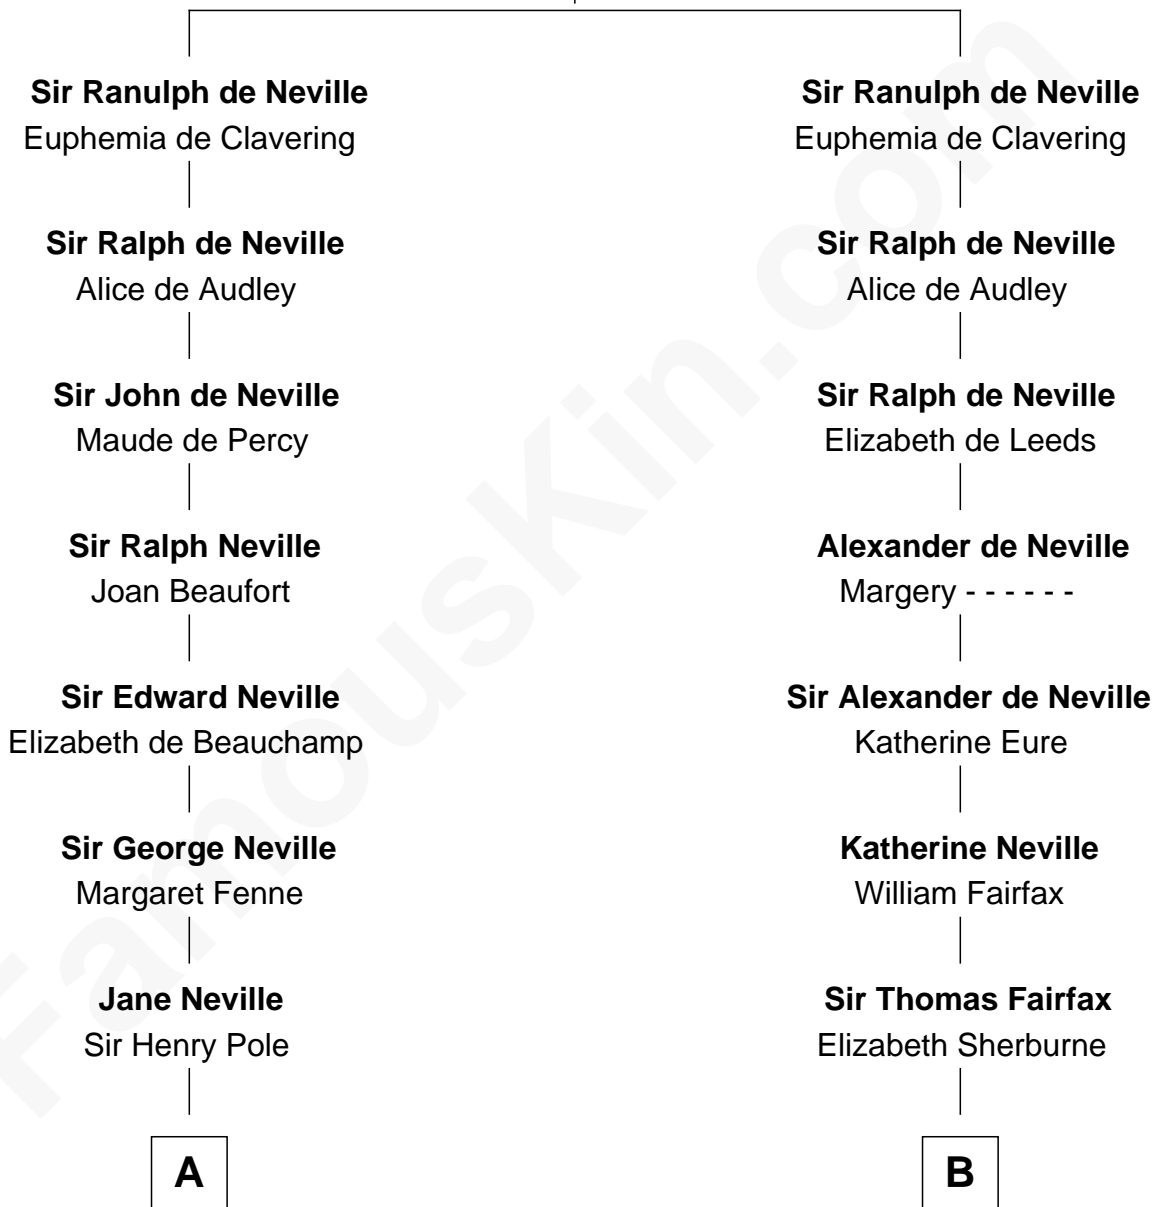 Sir Ranulph de Neville
Euphemia de Clavering
Sir Ralph de Neville
Alice de Audley
Sir John de Neville
Maude de Percy
Sir Ralph Neville
Joan Beaufort
Sir Edward Neville
Elizabeth de Beauchamp
Sir George Neville
Margaret Fenne
Jane Neville
Sir Henry Pole
A
Sir Ranulph de Neville
Euphemia de Clavering
Sir Ralph de Neville
Alice de Audley
Sir Ralph de Neville
Elizabeth de Leeds
Alexander de Neville
Margery - - - - - -
Sir Alexander de Neville
Katherine Eure
Katherine Neville
William Fairfax
Sir Thomas Fairfax
Elizabeth Sherburne
B
FamousKin.com